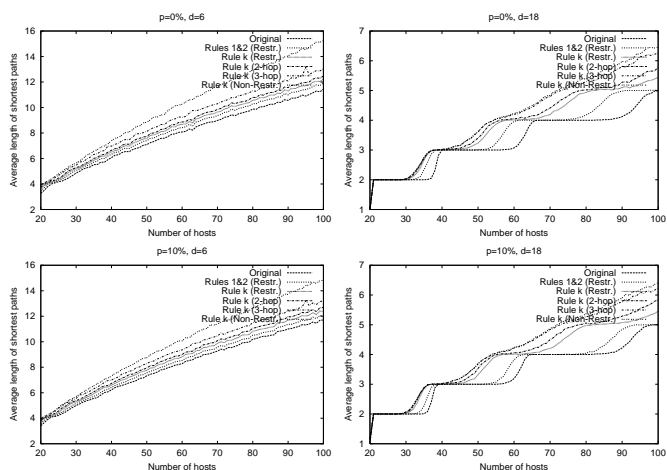 p=0%, d=6
Average length of shortest paths
16
14
12
10
8
6
4
2
Original
Rules 1&2 (Restr.)
Rule k (Restr.)
Rule k (2-hop)
Rule k (3-hop)
Rule k (Non-Restr.)
20 30 40 50 60 70 80 90 100
Number of hosts
p=0%, d=18
Average length of shortest paths
7
6
5
4
3
2
1
Original
Rules 1&2 (Restr.)
Rule k (Restr.)
Rule k (2-hop)
Rule k (3-hop)
Rule k (Non-Restr.)
20 30 40 50 60 70 80 90 100
Number of hosts
p=10%, d=6
Average length of shortest paths
16
14
12
10
8
6
4
2
Original
Rules 1&2 (Restr.)
Rule k (Restr.)
Rule k (2-hop)
Rule k (3-hop)
Rule k (Non-Restr.)
20 30 40 50 60 70 80 90 100
Number of hosts
p=10%, d=18
Average length of shortest paths
7
6
5
4
3
2
1
Original
Rules 1&2 (Restr.)
Rule k (Restr.)
Rule k (2-hop)
Rule k (3-hop)
Rule k (Non-Restr.)
20 30 40 50 60 70 80 90 100
Number of hosts